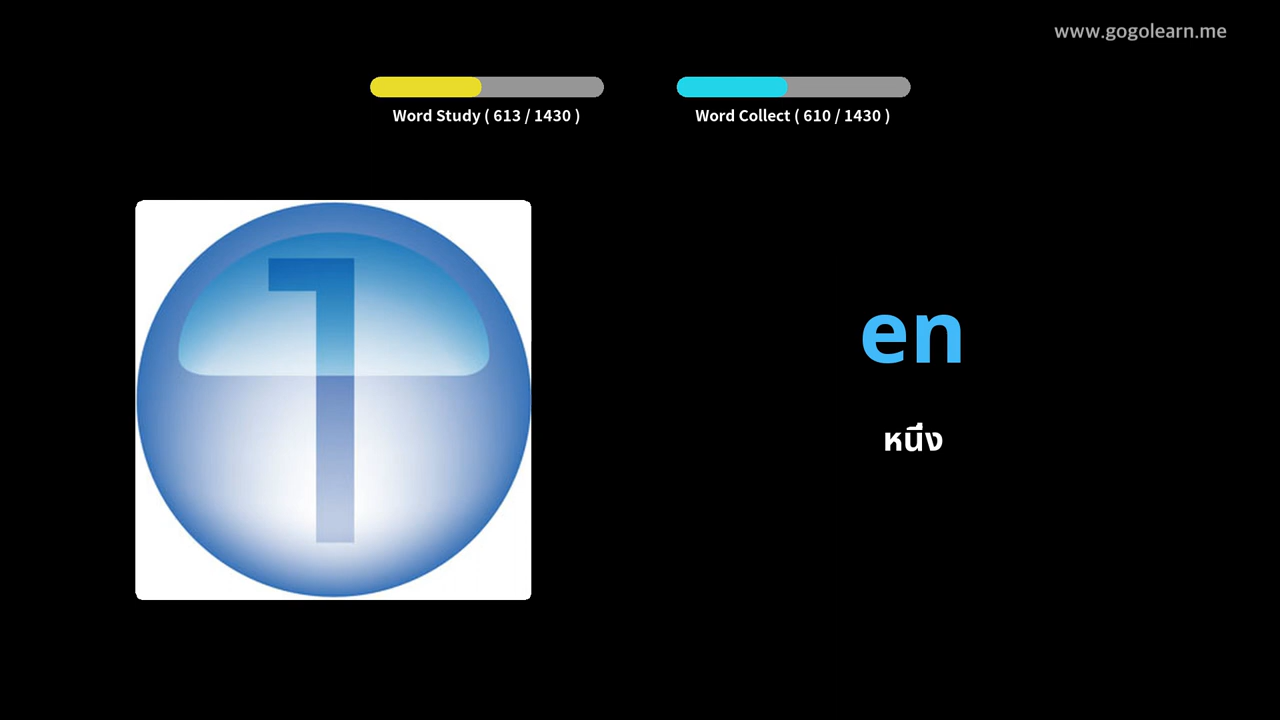 www.gogolearn.me
Word Study ( 613 / 1430 )
Word Collect ( 610 / 1430 )
1
en
หนึ่ง